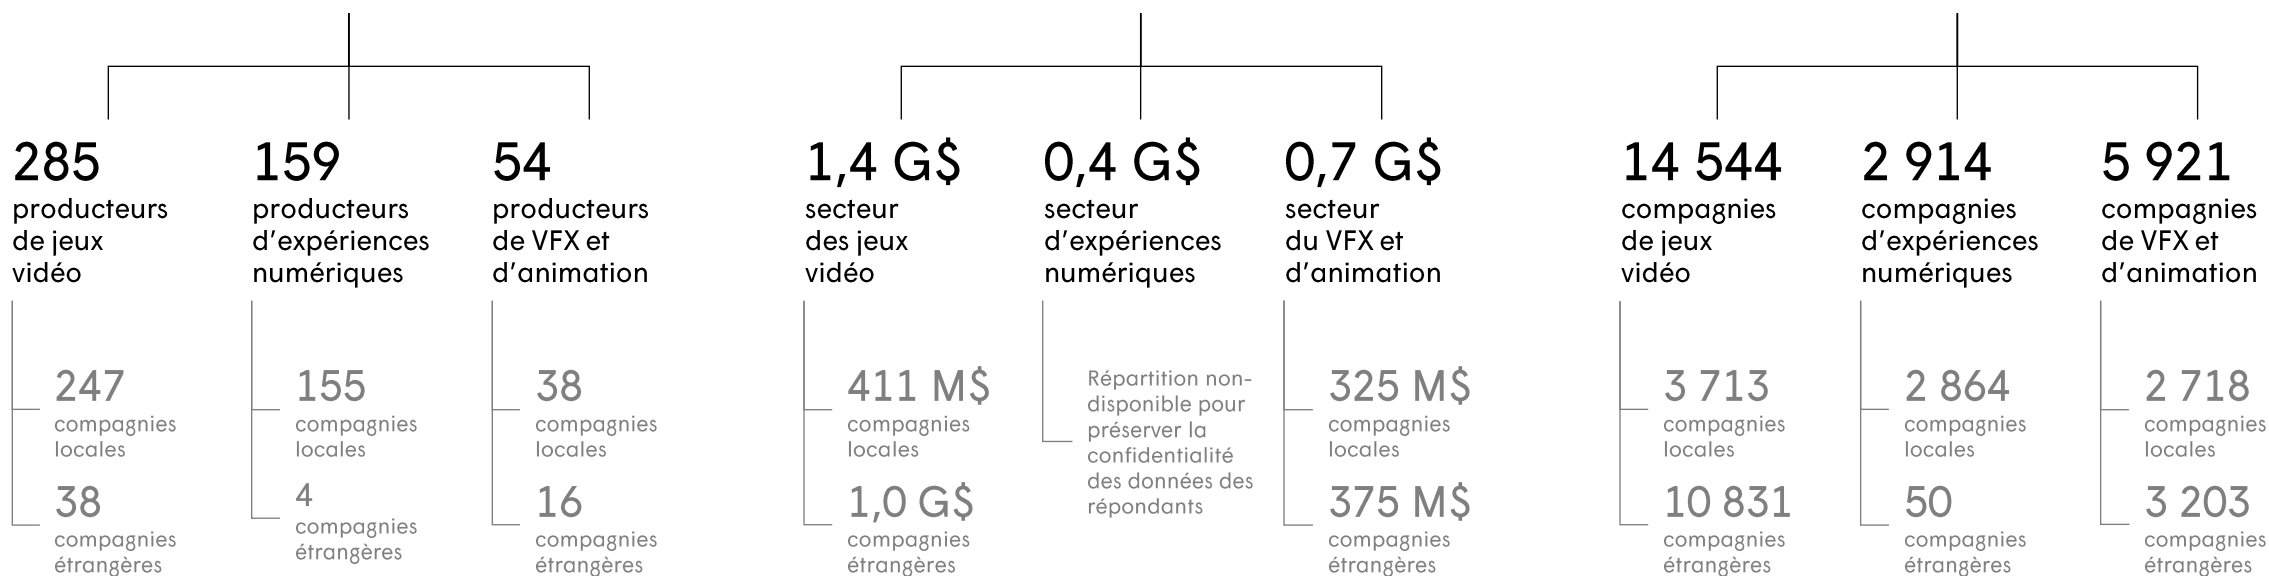 285
producteurs
de jeux
vidéo
247
compagnies
locales
38
compagnies
étrangères
159
producteurs
d’expériences
numériques
155
compagnies
locales
4
compagnies
étrangères
54
producteurs
de VFX et
d’animation
38
compagnies
locales
16
compagnies
étrangères
1,4 G$
secteur
des jeux
vidéo
411 M$
compagnies
locales
1,0 G$
compagnies
étrangères
0,4 G$
secteur
d’expériences
numériques
Répartition non-
disponible pour
préserver la
confidentialité
des données des
répondants
0,7 G$
secteur
du VFX et
d’animation
325 M$
compagnies
locales
375 M$
compagnies
étrangères
14 544
compagnies
de jeux
vidéo
3 713
compagnies
locales
10 831
compagnies
étrangères
2 914
compagnies
d’expériences
numériques
2 864
compagnies
locales
50
compagnies
étrangères
5 921
compagnies
de VFX et
d’animation
2 718
compagnies
locales
3 203
compagnies
étrangères